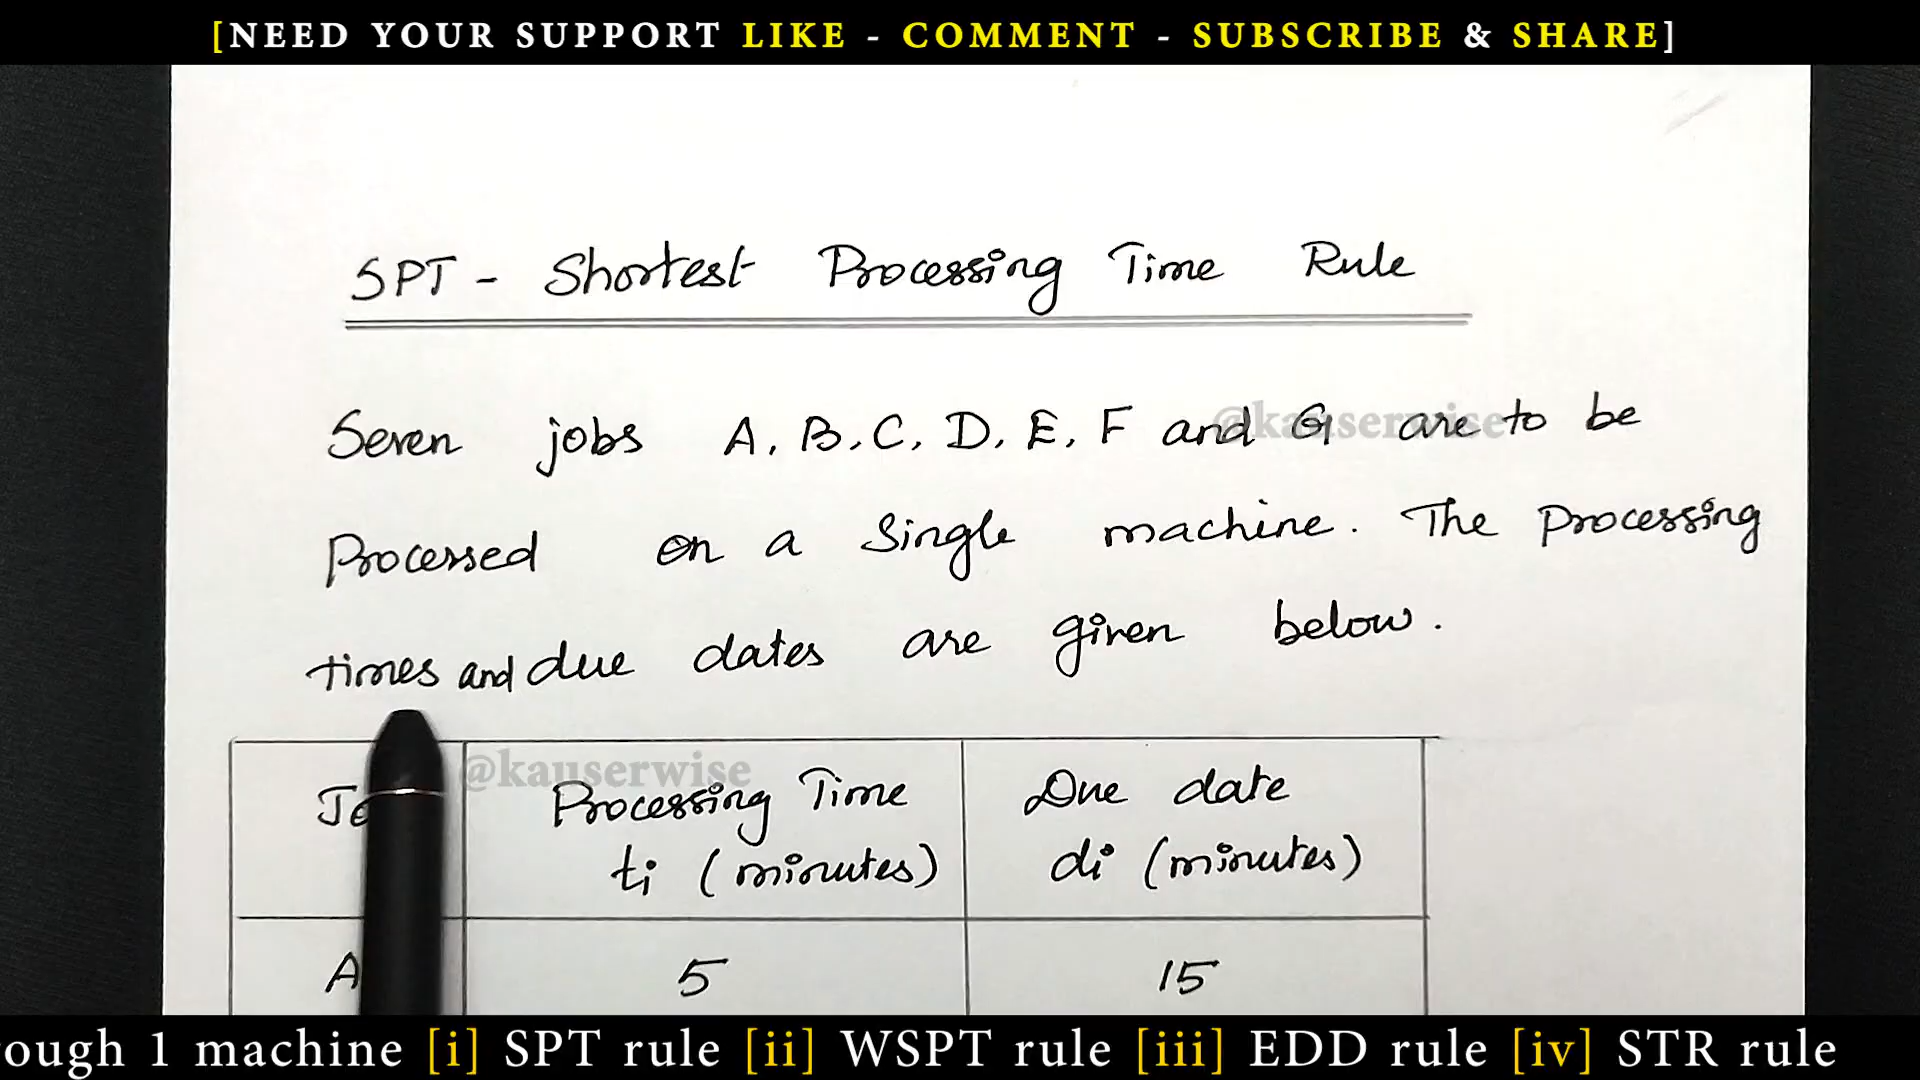 [NEED YOUR SUPPORT LIKE - COMMENT - SUBSCRIBE & SHARE]
SPT - Shortest Processing Time Rule
Seven jobs A, B, C, D, E, F and G are to be
@kauserwise
Processed on a Single machine. The Processing
times and due dates are given below.
@kauserwise
Processing Time
ti (minutes)
Due date
di (minutes)
A
5
15
ough 1 machine [i] SPT rule [ii] WSPT rule [iii] EDD rule [iv] STR rule